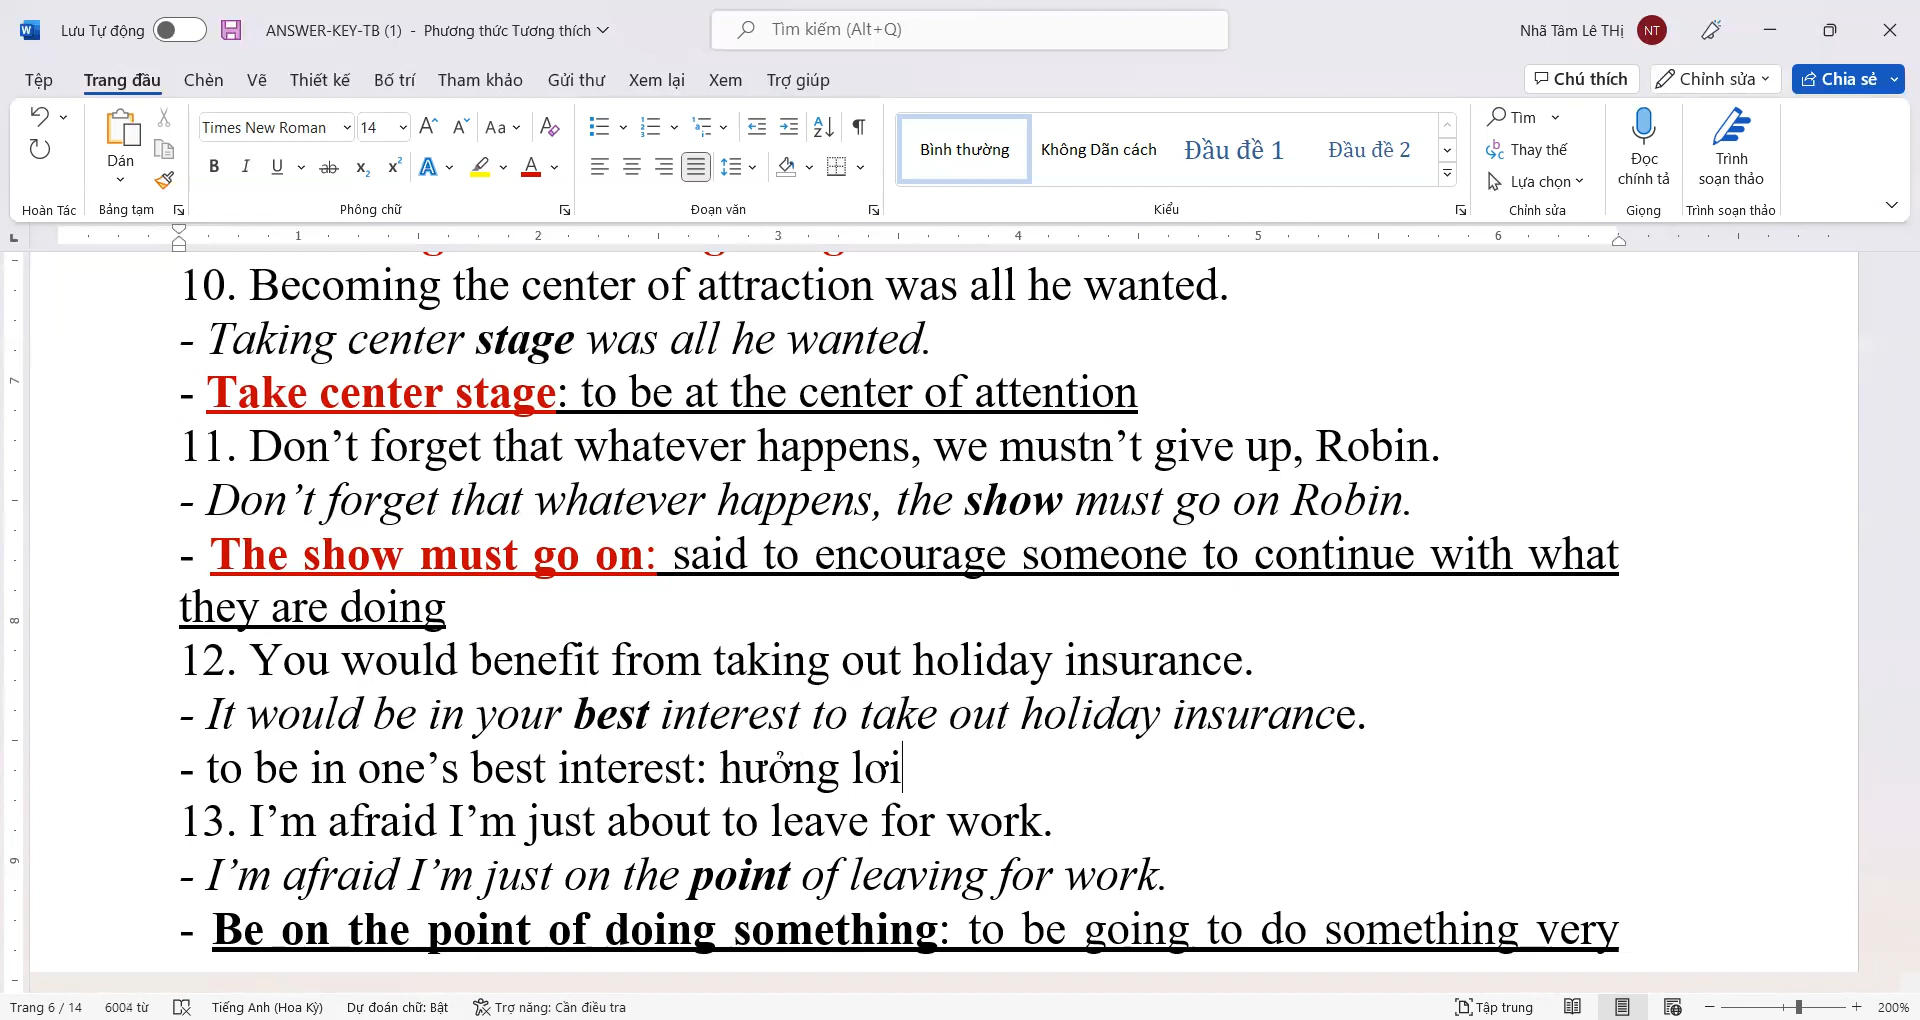 Lưu Tự động
ANSWER-KEY-TB (1) - Phương thức Tương thích
Tìm kiếm (Alt+Q)
Nhã Tâm Lê THị NT
Tệp Trang đầu Chèn Vẽ Thiết kế Bố trí Tham khảo Gửi thư Xem lại Xem Trợ giúp
Chú thích Chỉnh sửa Chia sẻ
Dán
Times New Roman 14
Bình thường Không Dãn cách Đầu đề 1 Đầu đề 2
Tìm
Thay thế
Lựa chọn
Đọc chính tả
Trình soạn thảo
Hoàn Tác Bảng tạm Phông chữ Đoạn văn Kiểu Chỉnh sửa Giọng Trình soạn thảo
1 2 3 4 5 6
7
8
9
10. Becoming the center of attraction was all he wanted.
- Taking center stage was all he wanted.
- Take center stage: to be at the center of attention
11. Don’t forget that whatever happens, we mustn’t give up, Robin.
- Don’t forget that whatever happens, the show must go on Robin.
- The show must go on: said to encourage someone to continue with what
they are doing
12. You would benefit from taking out holiday insurance.
- It would be in your best interest to take out holiday insurance.
- to be in one’s best interest: hưởng lơi
13. I’m afraid I’m just about to leave for work.
- I’m afraid I’m just on the point of leaving for work.
- Be on the point of doing something: to be going to do something very
Trang 6 / 14 6004 từ Tiếng Anh (Hoa Kỳ) Dự đoán chữ: Bật Trợ năng: Cần điều tra
Tập trung 200%